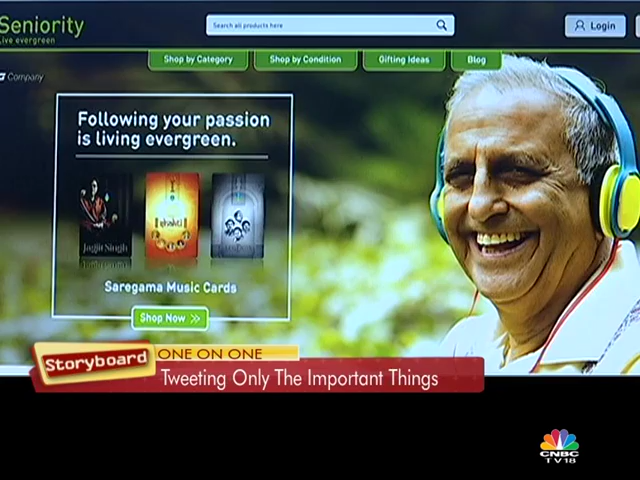 Seniority
Live evergreen
Search all products here
Login
Shop by Category
Shop by Condition
Gifting Ideas
Blog
Company
Following your passion
is living evergreen.
Jagjit Singh
shakti
Saregama Music Cards
Shop Now >>
Storyboard
ONE ON ONE
Tweeting Only The Important Things
CNBC
TV18